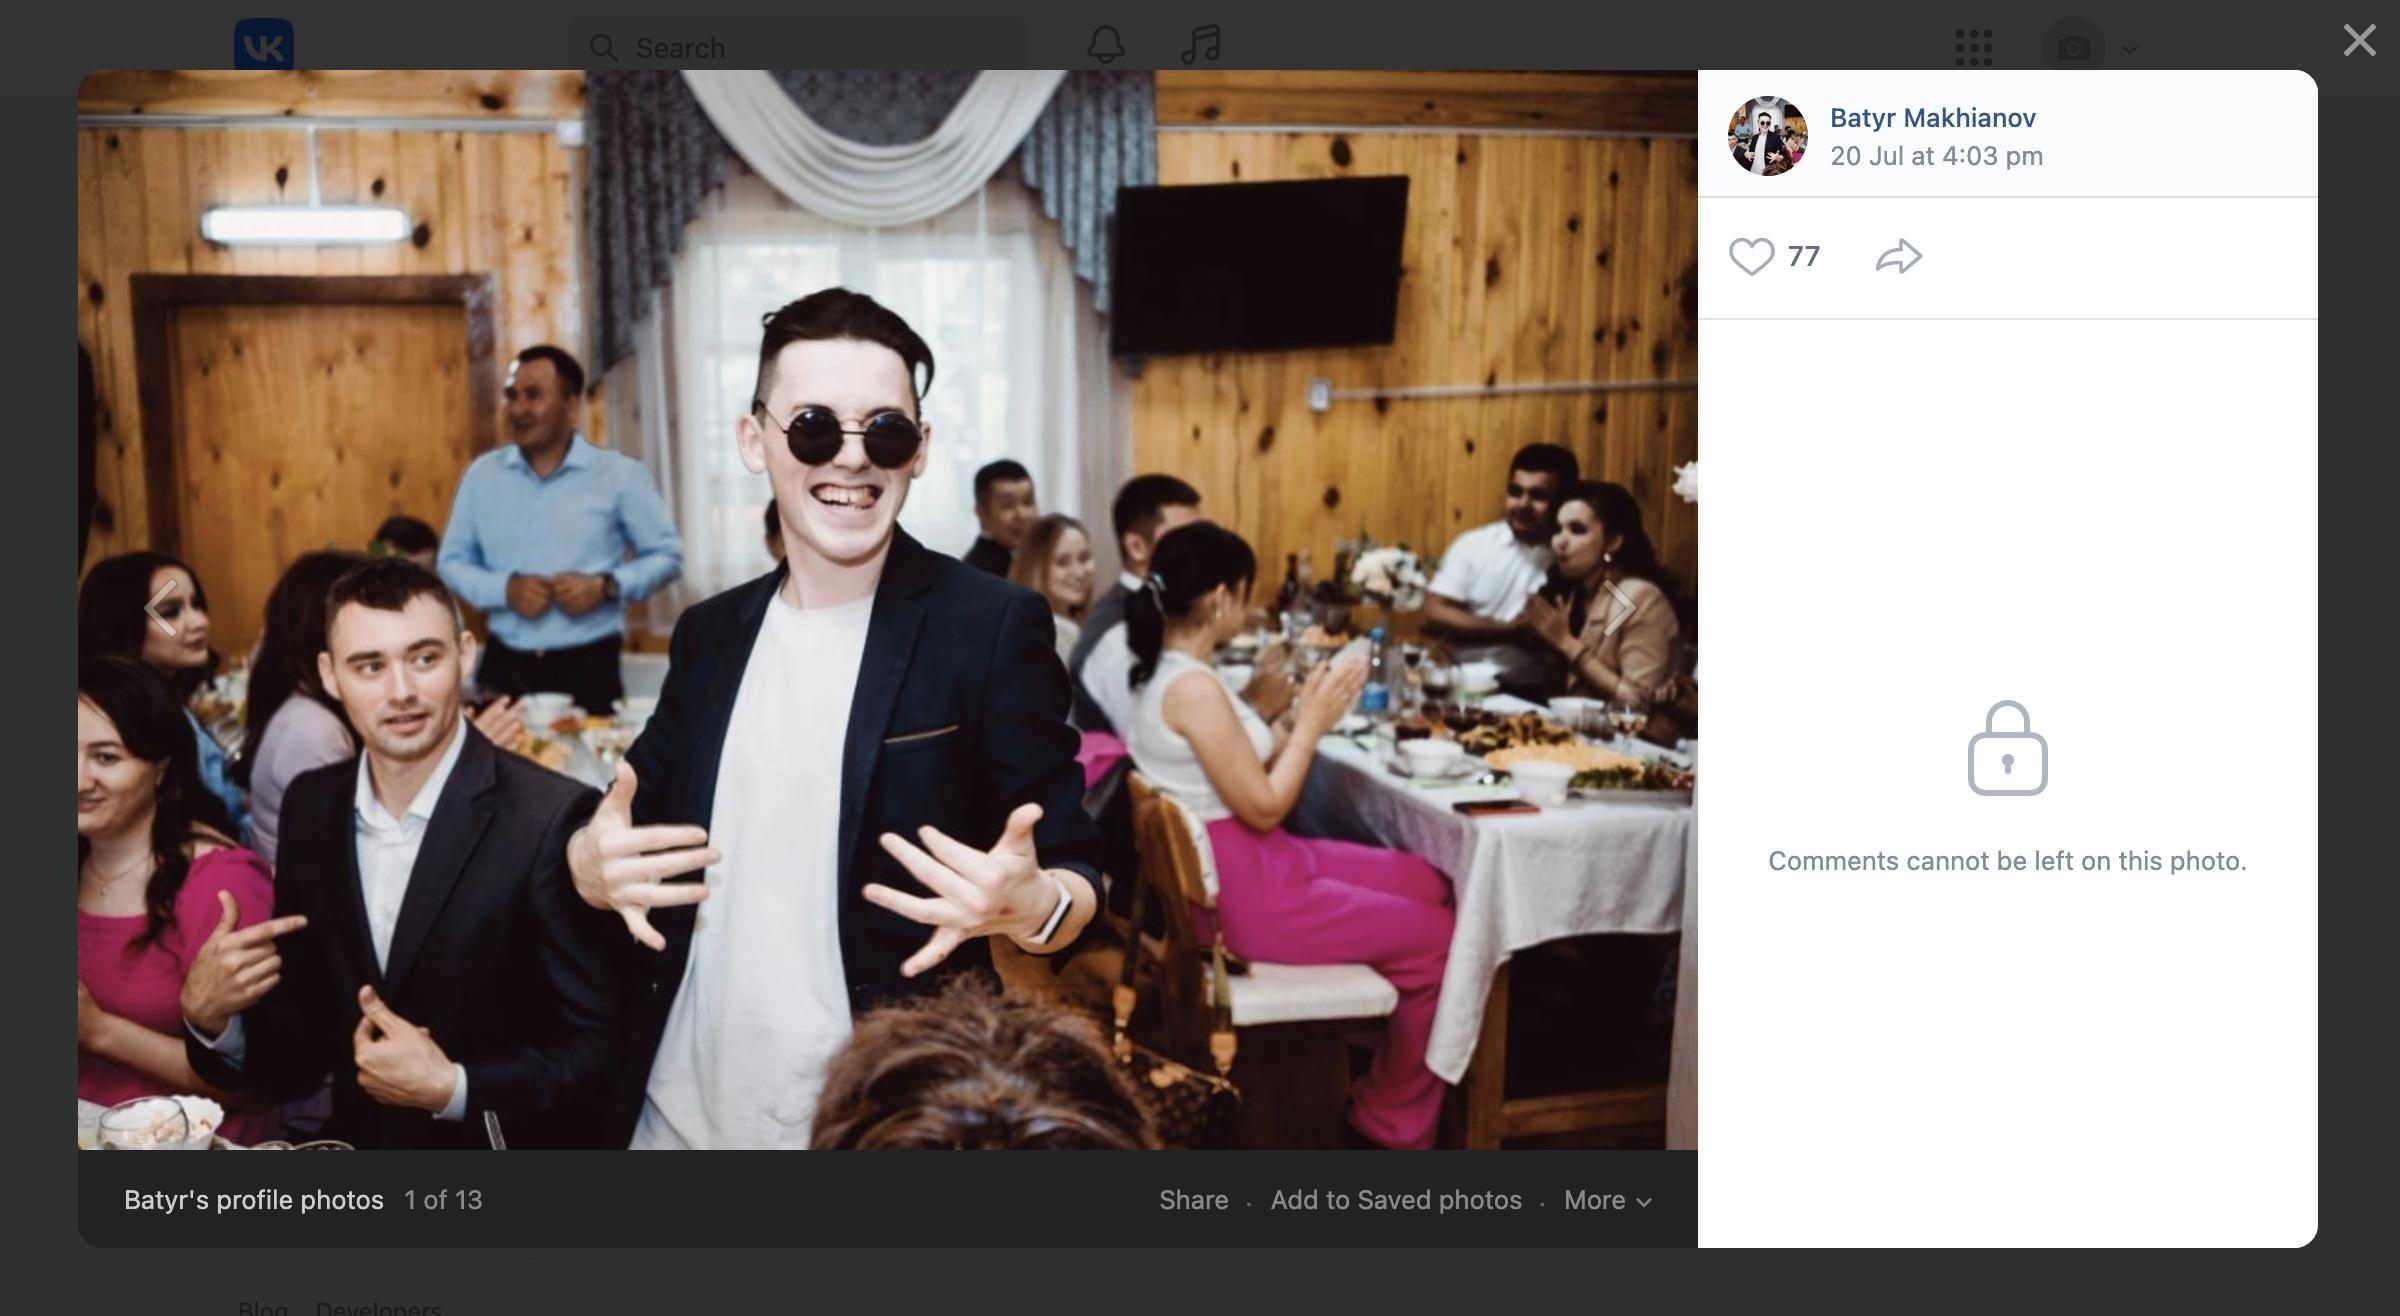 VK
Search
Batyr Makhianov
20 Jul at 4:03 pm
77
Comments cannot be left on this photo.
Batyr's profile photos 1 of 13
Share · Add to Saved photos · More
Blog Developers